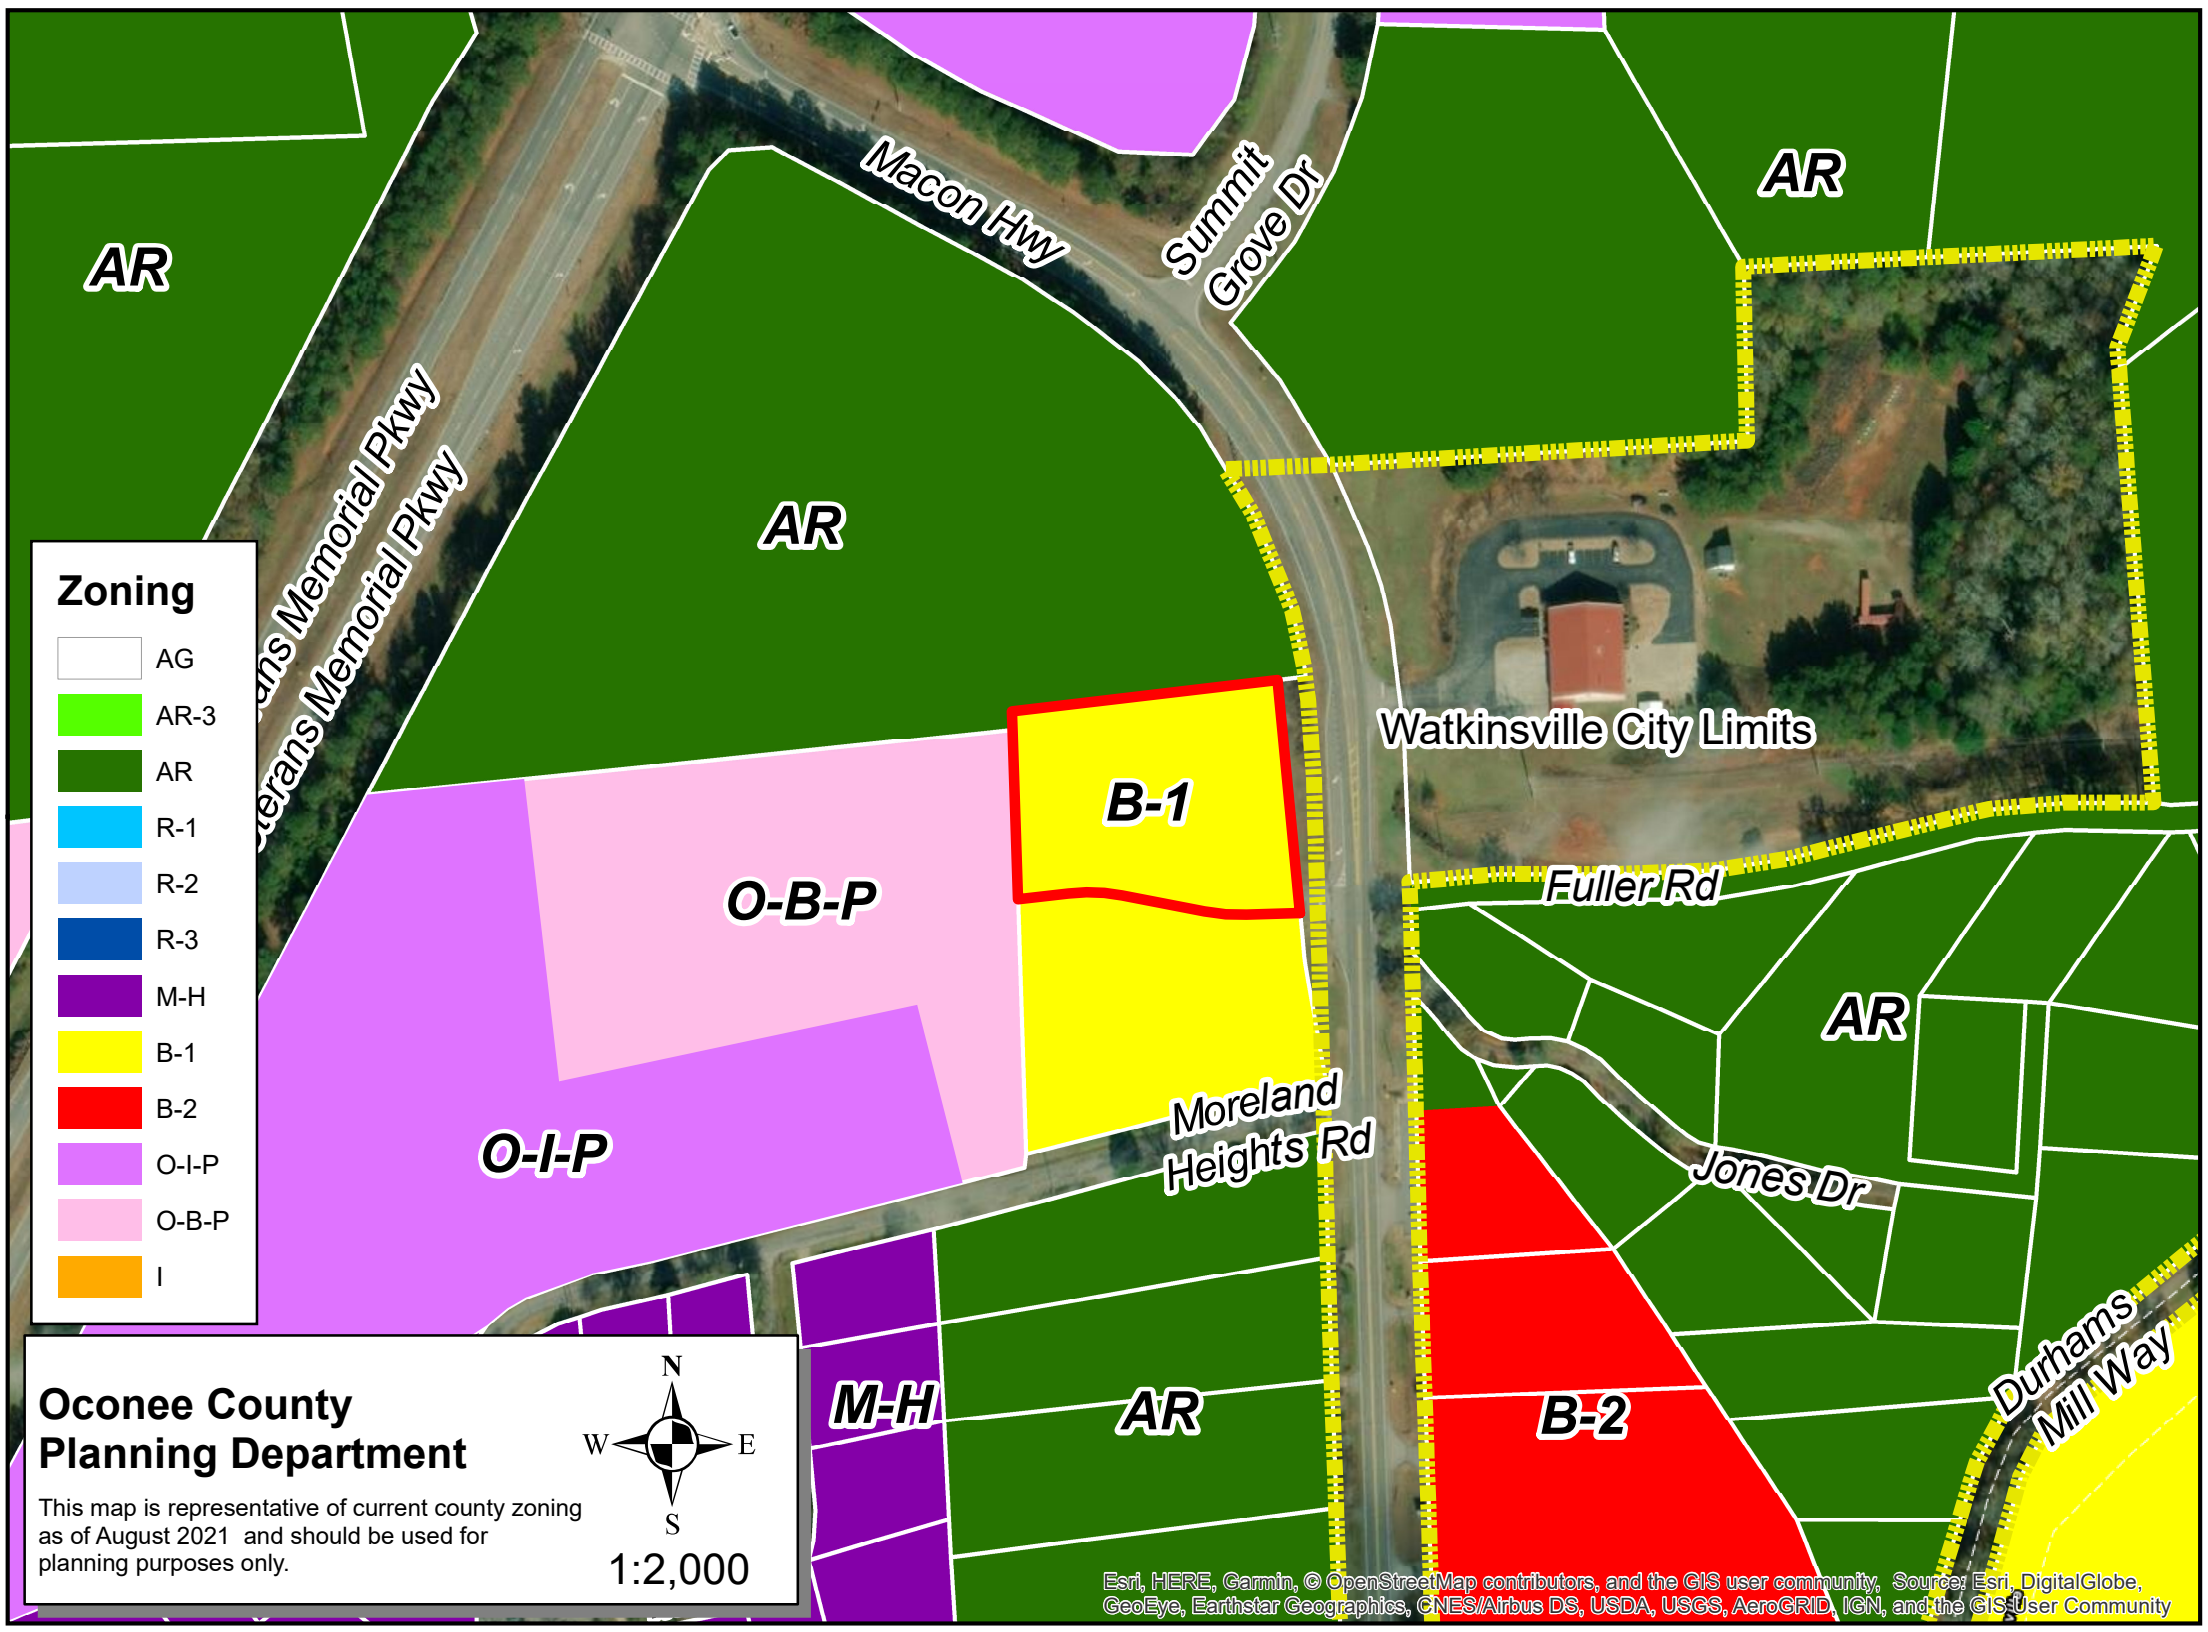 Macon Hwy
Summit
Grove Dr
AR
AR
ans Memorial Pkwy
terans Memorial Pkwy
AR
Zoning
AG
AR-3
AR
R-1
R-2
R-3
M-H
B-1
B-2
O-I-P
O-B-P
I
Watkinsville City Limits
B-1
O-B-P
Fuller Rd
AR
O-I-P
Moreland
Heights Rd
Jones Dr
Durhams
Mill Way
M-H
AR
B-2
Oconee County
Planning Department
This map is representative of current county zoning
as of August 2021 and should be used for
planning purposes only.
N
W
E
S
1:2,000
Esri, HERE, Garmin, © OpenStreetMap contributors, and the GIS user community, Source: Esri, DigitalGlobe,
GeoEye, Earthstar Geographics, CNES/Airbus DS, USDA, USGS, AeroGRID, IGN, and the GIS User Community